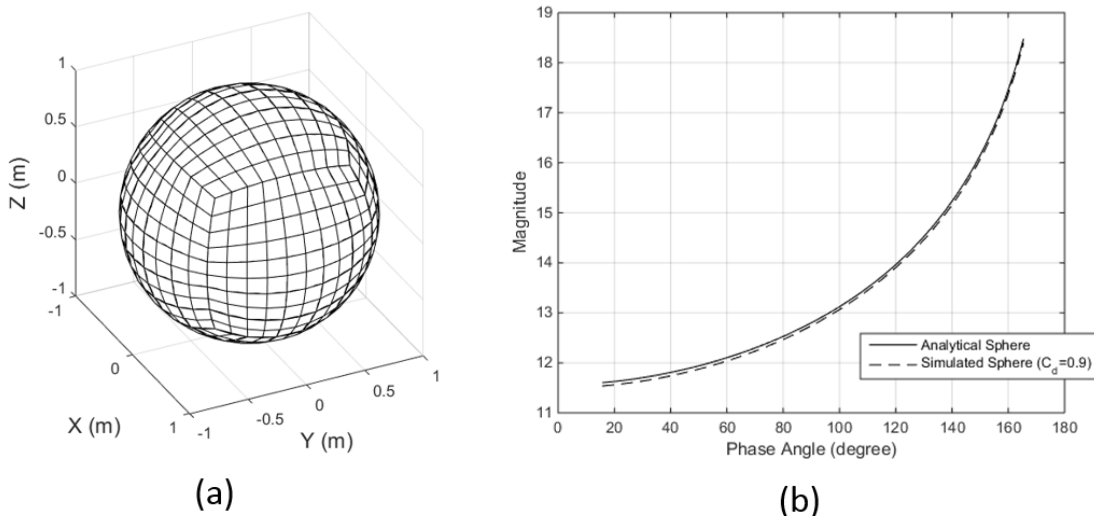 1
0.5
0
-0.5
-1
Z (m)
-1
0
1
X (m)
-1
-0.5
0
0.5
1
Y (m)
(a)
19
18
17
16
15
14
13
12
11
Magnitude
0 20 40 60 80 100 120 140 160 180
Phase Angle (degree)
Analytical Sphere
Simulated Sphere (C_d=0.9)
(b)